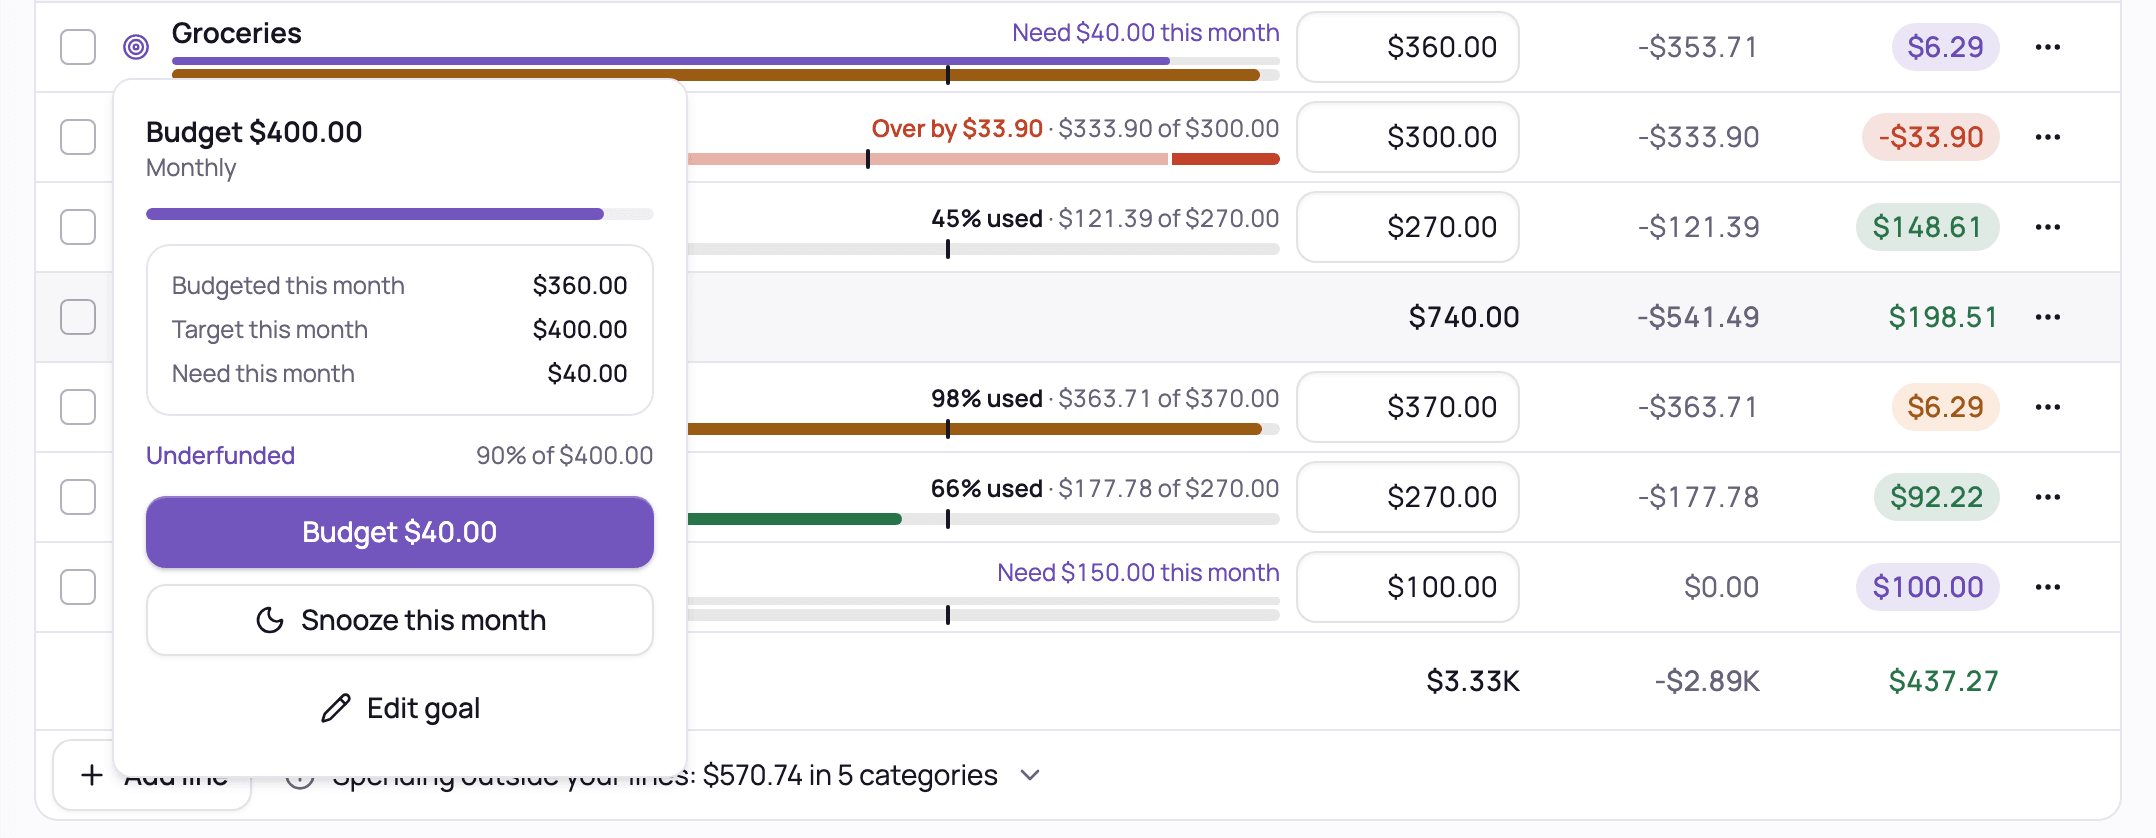 Groceries
Need $40.00 this month
$360.00
-$353.71
$6.29
Budget $400.00
Monthly
Budgeted this month $360.00
Target this month $400.00
Need this month $40.00
Underfunded 90% of $400.00
Budget $40.00
Snooze this month
Edit goal
Over by $33.90 · $333.90 of $300.00
$300.00
-$333.90
-$33.90
45% used · $121.39 of $270.00
$270.00
-$121.39
$148.61
$740.00
-$541.49
$198.51
98% used · $363.71 of $370.00
$370.00
-$363.71
$6.29
66% used · $177.78 of $270.00
$270.00
-$177.78
$92.22
Need $150.00 this month
$100.00
$0.00
$100.00
$3.33K
-$2.89K
$437.27
Add line
Spending outside your lines: $570.74 in 5 categories